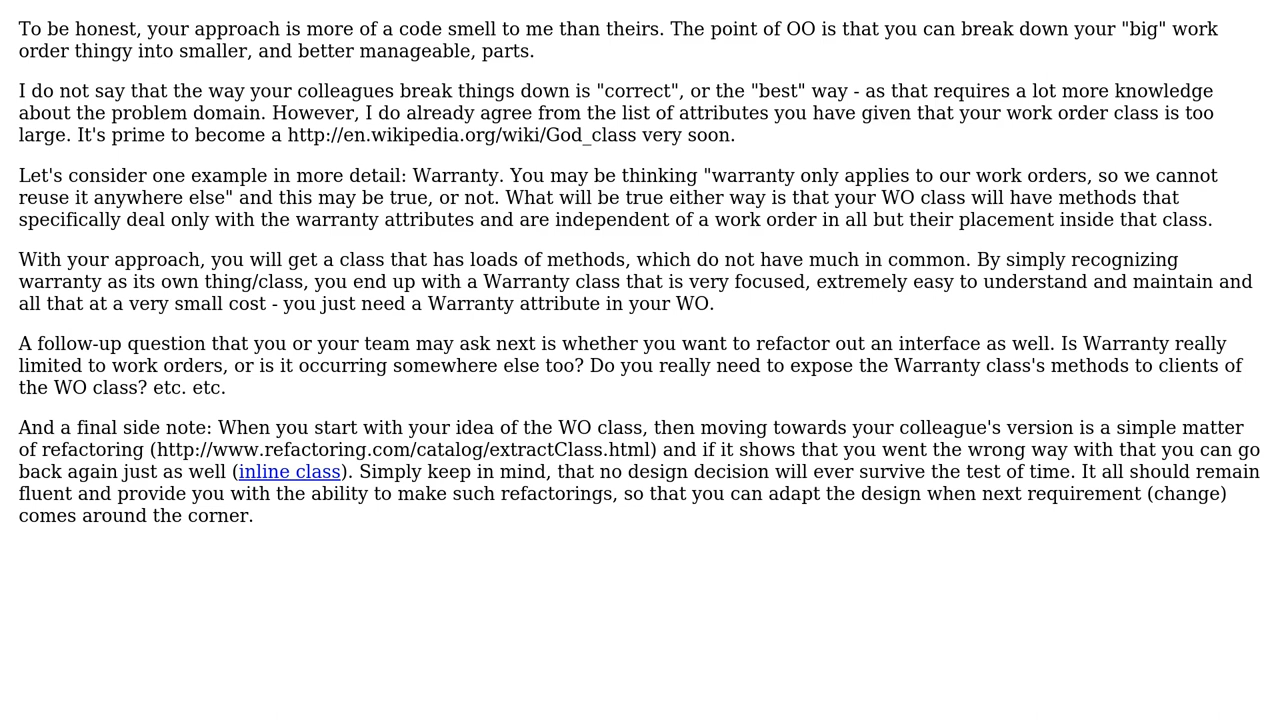 To be honest, your approach is more of a code smell to me than theirs. The point of OO is that you can break down your "big" work
order thingy into smaller, and better manageable, parts.
I do not say that the way your colleagues break things down is "correct", or the "best" way - as that requires a lot more knowledge
about the problem domain. However, I do already agree from the list of attributes you have given that your work order class is too
large. It's prime to become a http://en.wikipedia.org/wiki/God_class very soon.
Let's consider one example in more detail: Warranty. You may be thinking "warranty only applies to our work orders, so we cannot
reuse it anywhere else" and this may be true, or not. What will be true either way is that your WO class will have methods that
specifically deal only with the warranty attributes and are independent of a work order in all but their placement inside that class.
With your approach, you will get a class that has loads of methods, which do not have much in common. By simply recognizing
warranty as its own thing/class, you end up with a Warranty class that is very focused, extremely easy to understand and maintain and
all that at a very small cost - you just need a Warranty attribute in your WO.
A follow-up question that you or your team may ask next is whether you want to refactor out an interface as well. Is Warranty really
limited to work orders, or is it occurring somewhere else too? Do you really need to expose the Warranty class's methods to clients of
the WO class? etc. etc.
And a final side note: When you start with your idea of the WO class, then moving towards your colleague's version is a simple matter
of refactoring (http://www.refactoring.com/catalog/extractClass.html) and if it shows that you went the wrong way with that you can go
back again just as well (inline class). Simply keep in mind, that no design decision will ever survive the test of time. It all should remain
fluent and provide you with the ability to make such refactorings, so that you can adapt the design when next requirement (change)
comes around the corner.